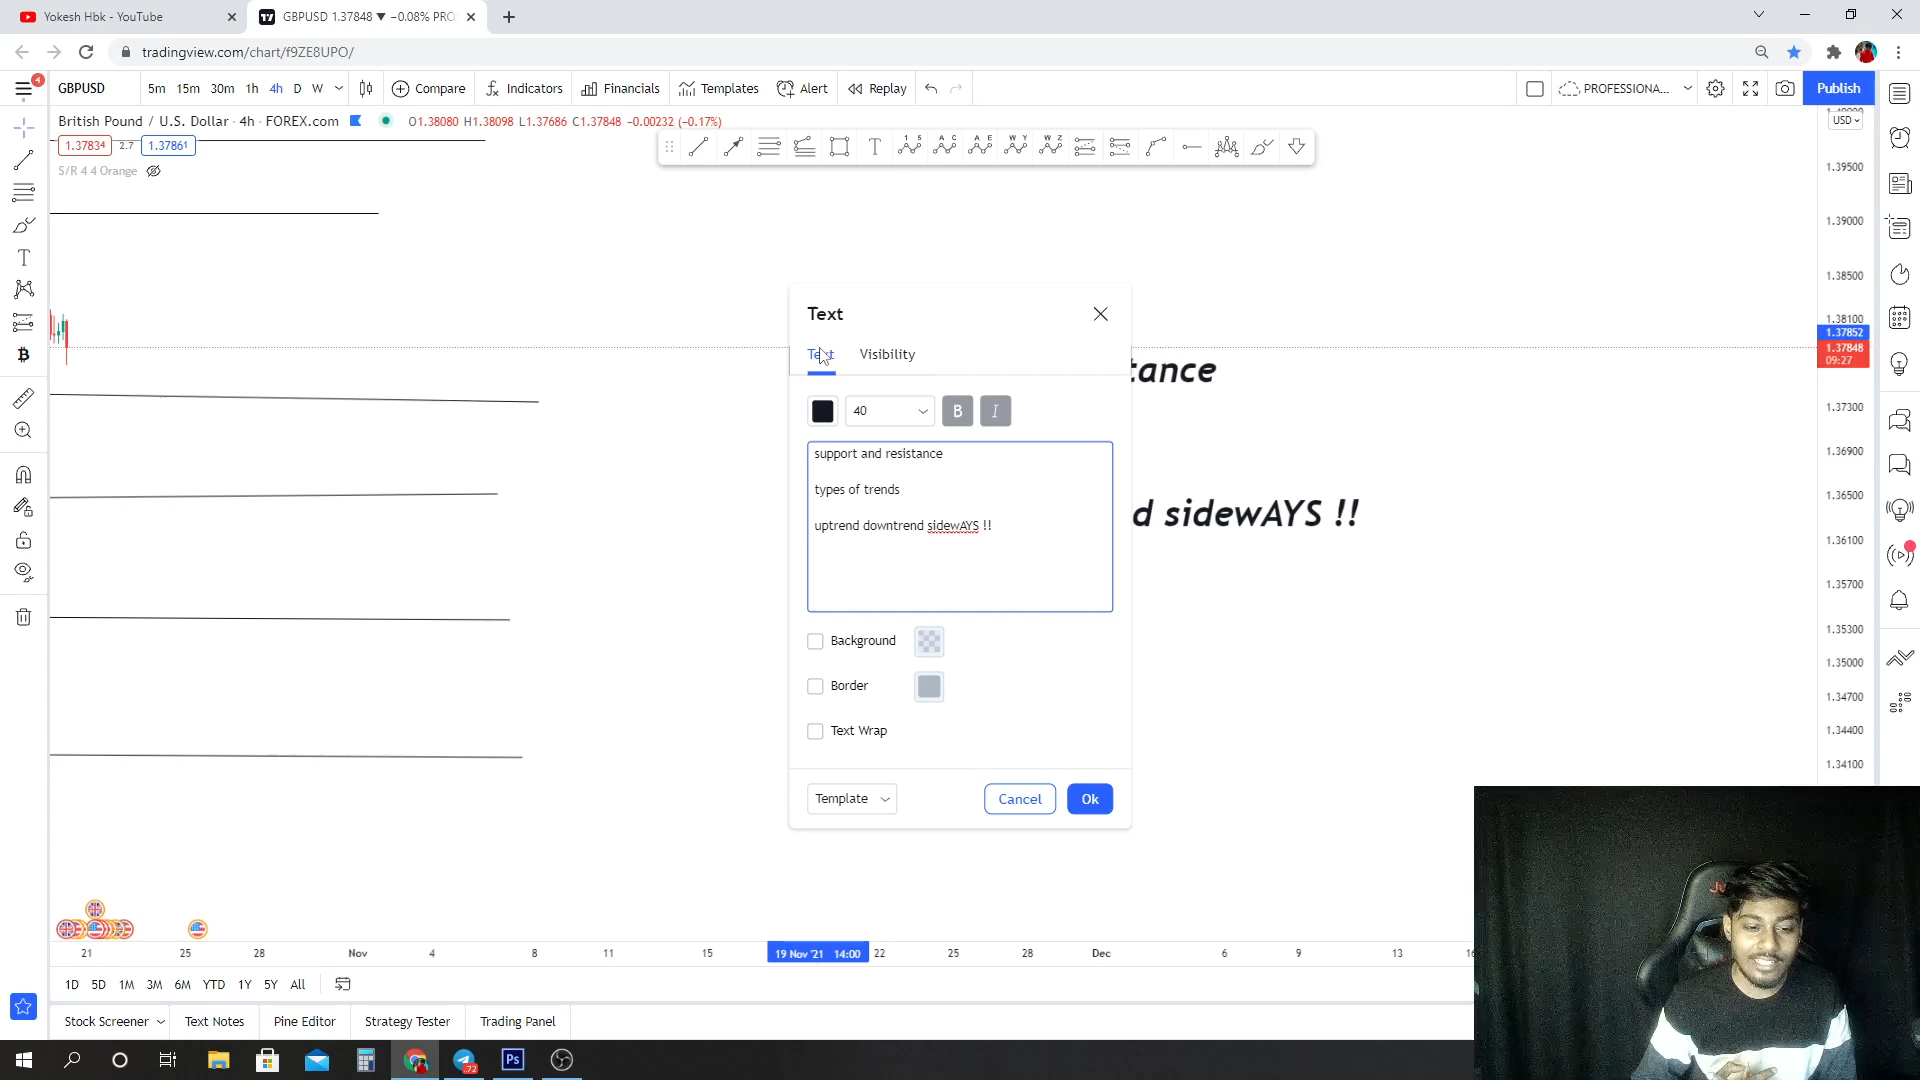 Yokesh Hbk - YouTube
GBPUSD 1.37848 ▼ −0.08% PRO
tradingview.com/chart/f9ZE8UPO/
4
GBPUSD
5m 15m 30m 1h 4h D W
Compare
Indicators
Financials
Templates
Alert
Replay
PROFESSIONA...
Publish
British Pound / U.S. Dollar · 4h · FOREX.com
O1.38080 H1.38098 L1.37686 C1.37848 −0.00232 (−0.17%)
USD
1.37834 2.7 1.37861
S/R 4 4 Orange
1 5 A C A E W Y W Z
1.39500
1.39000
1.38500
1.38100
1.37852
1.37848
09:27
1.37300
1.36900
1.36500
1.36100
1.35700
1.35300
1.35000
1.34700
1.34400
1.34100
tance
d sidewAYS !!
Text
Text Visibility
40 B I
support and resistance
types of trends
uptrend downtrend sidewAYS !!
Background
Border
Text Wrap
Template
Cancel
Ok
21 25 28 Nov 4 8 11 15 19 Nov '21 14:00 22 25 28 Dec 6 9 13
1D 5D 1M 3M 6M YTD 1Y 5Y All
Stock Screener Text Notes Pine Editor Strategy Tester Trading Panel
72
Ps